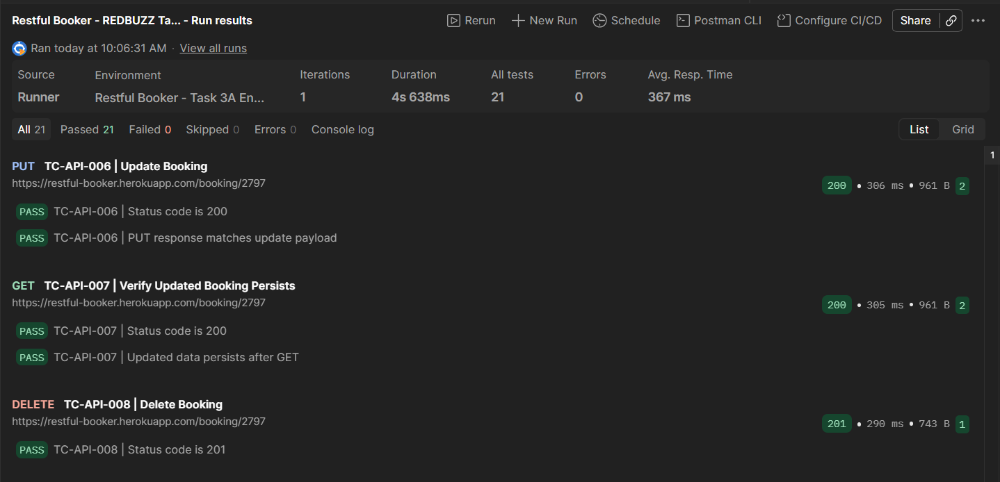 Restful Booker - REDBUZZ Ta... - Run results Rerun New Run Schedule Postman CLI Configure CI/CD Share
Ran today at 10:06:31 AM · View all runs
Source Environment Iterations Duration All tests Errors Avg. Resp. Time
Runner Restful Booker - Task 3A En... 1 4s 638ms 21 0 367 ms
All 21 Passed 21 Failed 0 Skipped 0 Errors 0 Console log List Grid
1
PUT TC-API-006 | Update Booking
https://restful-booker.herokuapp.com/booking/2797
200 • 306 ms • 961 B 2
PASS TC-API-006 | Status code is 200
PASS TC-API-006 | PUT response matches update payload
GET TC-API-007 | Verify Updated Booking Persists
https://restful-booker.herokuapp.com/booking/2797
200 • 305 ms • 961 B 2
PASS TC-API-007 | Status code is 200
PASS TC-API-007 | Updated data persists after GET
DELETE TC-API-008 | Delete Booking
https://restful-booker.herokuapp.com/booking/2797
201 • 290 ms • 743 B 1
PASS TC-API-008 | Status code is 201